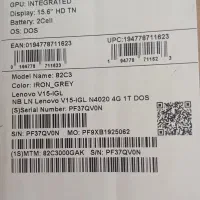 GPU: INTEGRATED
Display: 15.6" HD TN
Battery: 2Cell
OS: DOS
EAN:0194778711623
UPC:194778711623
Model Name: 82C3
Color: IRON_GREY
Lenovo V15-IGL
NB LN Lenovo V15-IGL N4020 4G 1T DOS
(S)Serial Number: PF37QV0N
S/N: PF37QV0N MO: PF9XB1925062
(1S)MTM: 82C3000GAK S/N: PF37QV0N